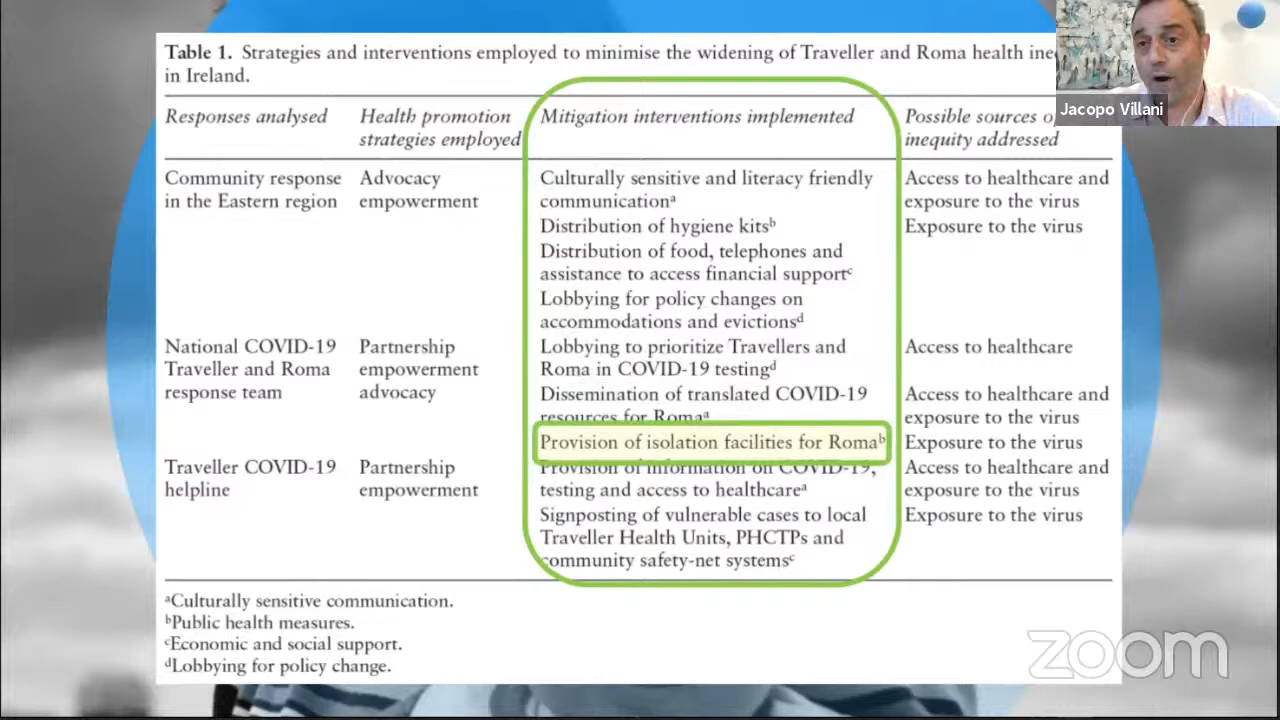 Table 1. Strategies and interventions employed to minimise the widening of Traveller and Roma health
in Ireland.
Responses analysed
Health promotion
strategies employed
Mitigation interventions implemented
Possible sources
inequity addressed
Community response
in the Eastern region
Advocacy
empowerment
Culturally sensitive and literacy friendly
communicationᵃ
Distribution of hygiene kitsᵇ
Distribution of food, telephones and
assistance to access financial supportᶜ
Lobbying for policy changes on
accommodations and evictionsᵈ
Access to healthcare and
exposure to the virus
Exposure to the virus
National COVID-19
Traveller and Roma
response team
Partnership
empowerment
advocacy
Lobbying to prioritize Travellers and
Roma in COVID-19 testingᵈ
Dissemination of translated COVID-19
resources for Romaᵃ
Provision of isolation facilities for Romaᵇ
Access to healthcare
Access to healthcare and
exposure to the virus
Exposure to the virus
Traveller COVID-19
helpline
Partnership
empowerment
Provision of information on COVID-19,
testing and access to healthcareᵃ
Signposting of vulnerable cases to local
Traveller Health Units, PHCTPs and
community safety-net systemsᶜ
Access to healthcare and
exposure to the virus
Exposure to the virus
ᵃCulturally sensitive communication.
ᵇPublic health measures.
ᶜEconomic and social support.
ᵈLobbying for policy change.
Jacopo Villani
zoom